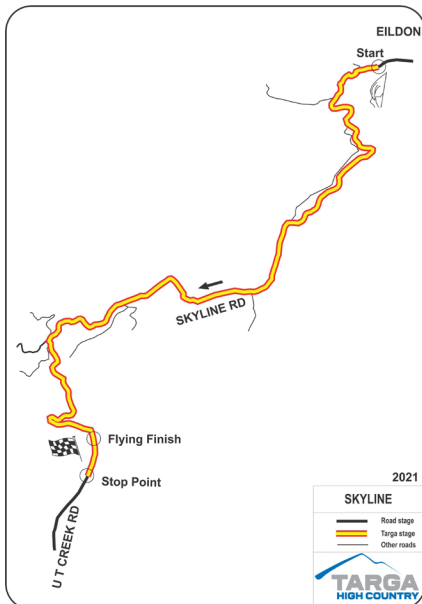 EILDON
Start
SKYLINE RD
Flying Finish
Stop Point
U T CREEK RD
2021
SKYLINE
Road stage
Targa stage
Other roads
TARGA
HIGH COUNTRY